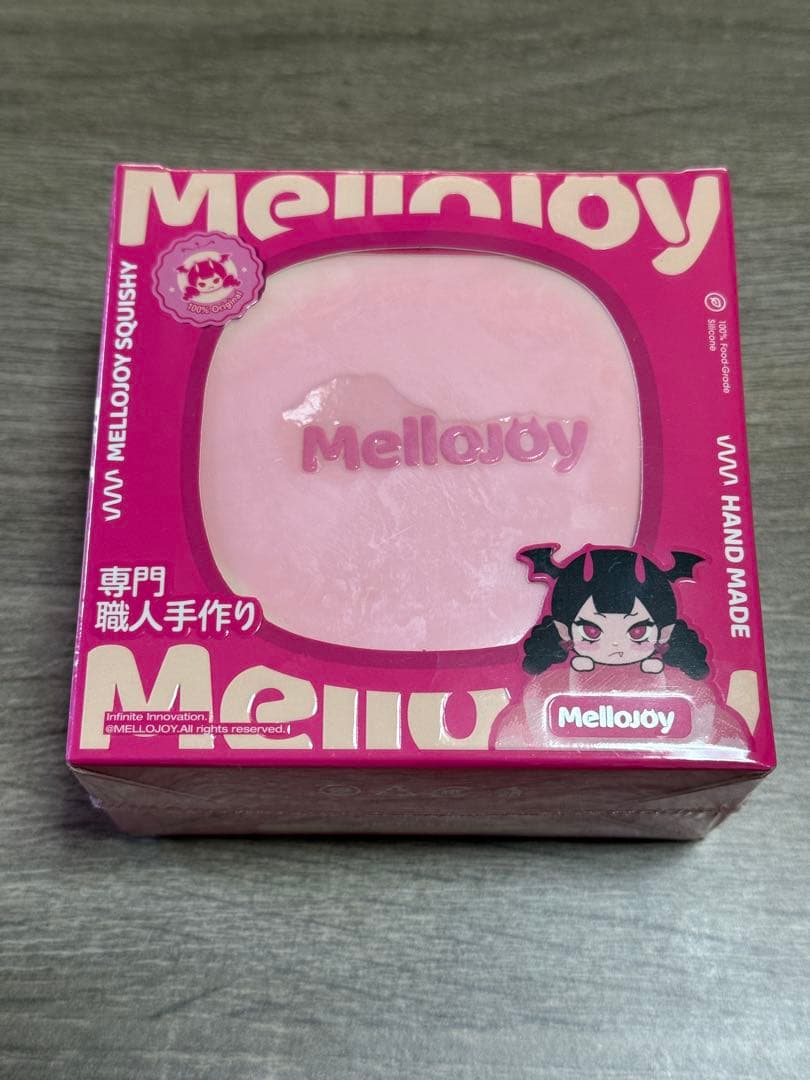 Mellojoy
100% Original
MELLOJOY SQUISHY
100% Food-Grade
Silicone
Mellojoy
HAND MADE
専門
職人手作り
Mellojoy
Infinite Innovation.
@MELLOJOY.All rights reserved.